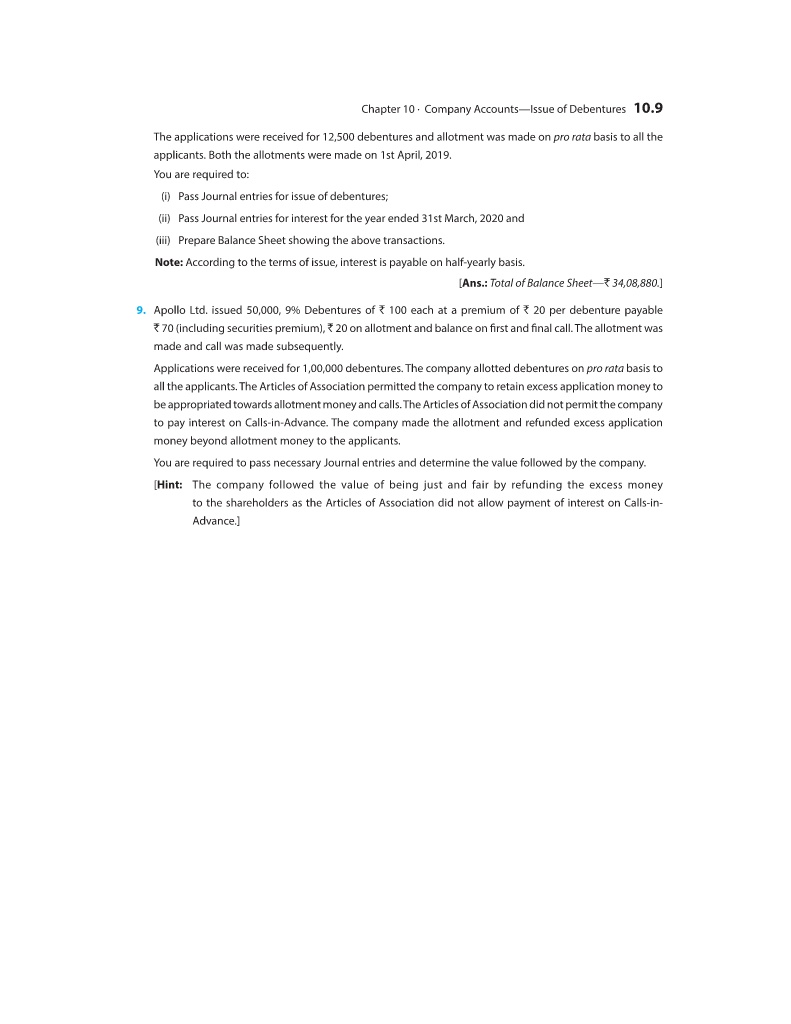 Chapter 10 · Company Accounts—Issue of Debentures 10.9
The applications were received for 12,500 debentures and allotment was made on pro rata basis to all the
applicants. Both the allotments were made on 1st April, 2019.
You are required to:
(i) Pass Journal entries for issue of debentures;
(ii) Pass Journal entries for interest for the year ended 31st March, 2020 and
(iii) Prepare Balance Sheet showing the above transactions.
Note: According to the terms of issue, interest is payable on half-yearly basis.
[Ans.: Total of Balance Sheet—₹ 34,08,880.]
9. Apollo Ltd. issued 50,000, 9% Debentures of ₹ 100 each at a premium of ₹ 20 per debenture payable
₹ 70 (including securities premium), ₹ 20 on allotment and balance on first and final call. The allotment was
made and call was made subsequently.
Applications were received for 1,00,000 debentures. The company allotted debentures on pro rata basis to
all the applicants. The Articles of Association permitted the company to retain excess application money to
be appropriated towards allotment money and calls. The Articles of Association did not permit the company
to pay interest on Calls-in-Advance. The company made the allotment and refunded excess application
money beyond allotment money to the applicants.
You are required to pass necessary Journal entries and determine the value followed by the company.
[Hint: The company followed the value of being just and fair by refunding the excess money
to the shareholders as the Articles of Association did not allow payment of interest on Calls-in-
Advance.]